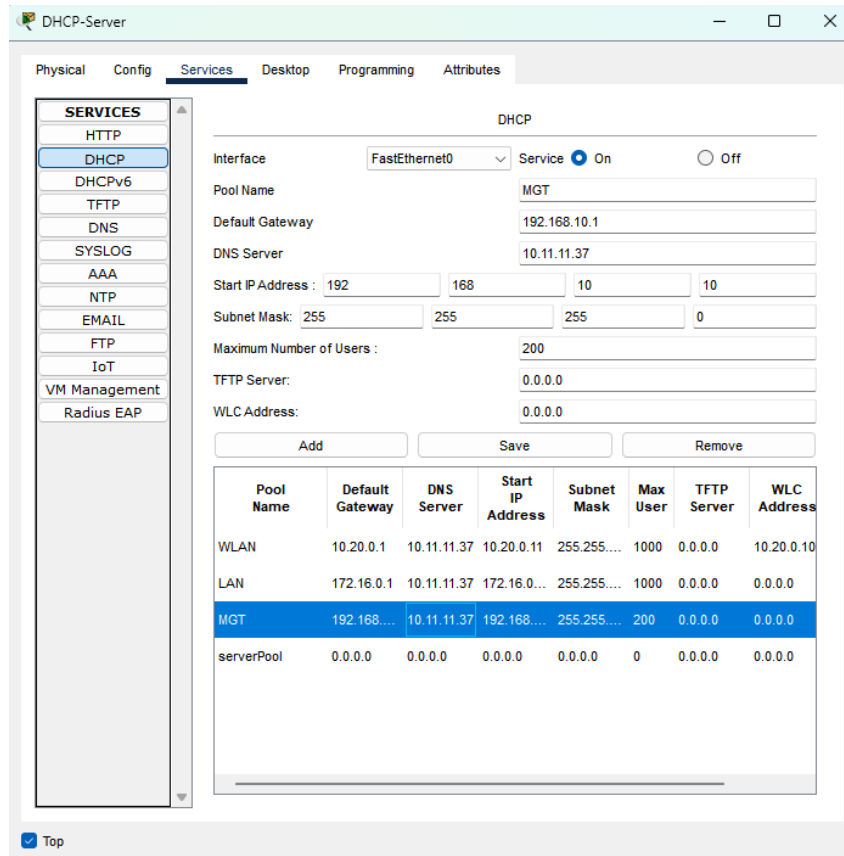 DHCP-Server
Physical Config Services Desktop Programming Attributes
SERVICES
HTTP
DHCP
DHCPv6
TFTP
DNS
SYSLOG
AAA
NTP
EMAIL
FTP
IoT
VM Management
Radius EAP
DHCP
Interface FastEthernet0 Service On Off
Pool Name MGT
Default Gateway 192.168.10.1
DNS Server 10.11.11.37
Start IP Address : 192 168 10 10
Subnet Mask: 255 255 255 0
Maximum Number of Users : 200
TFTP Server: 0.0.0.0
WLC Address: 0.0.0.0
Add Save Remove
Pool Name Default Gateway DNS Server Start IP Address Subnet Mask Max User TFTP Server WLC Address
WLAN 10.20.0.1 10.11.11.37 10.20.0.11 255.255.... 1000 0.0.0.0 10.20.0.10
LAN 172.16.0.1 10.11.11.37 172.16.0... 255.255.... 1000 0.0.0.0 0.0.0.0
MGT 192.168.... 10.11.11.37 192.168.... 255.255.... 200 0.0.0.0 0.0.0.0
serverPool 0.0.0.0 0.0.0.0 0.0.0.0 0.0.0.0 0 0.0.0.0 0.0.0.0
Top